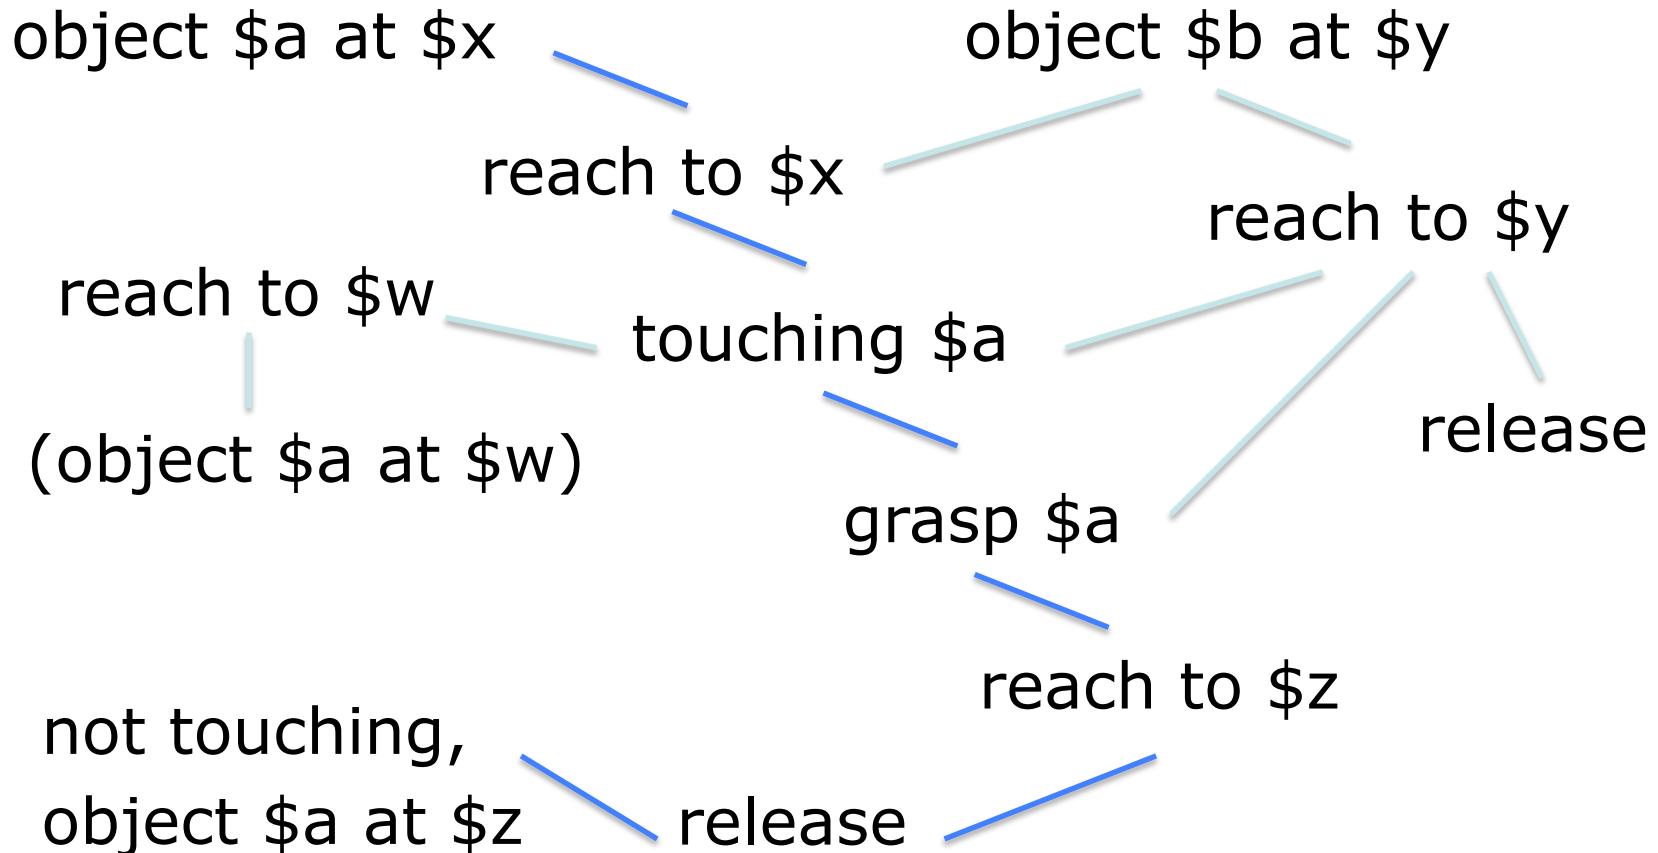 object $a at $x
object $b at $y
reach to $x
reach to $y
reach to $w
touching $a
release
(object $a at $w)
grasp $a
reach to $z
not touching,
object $a at $z
release